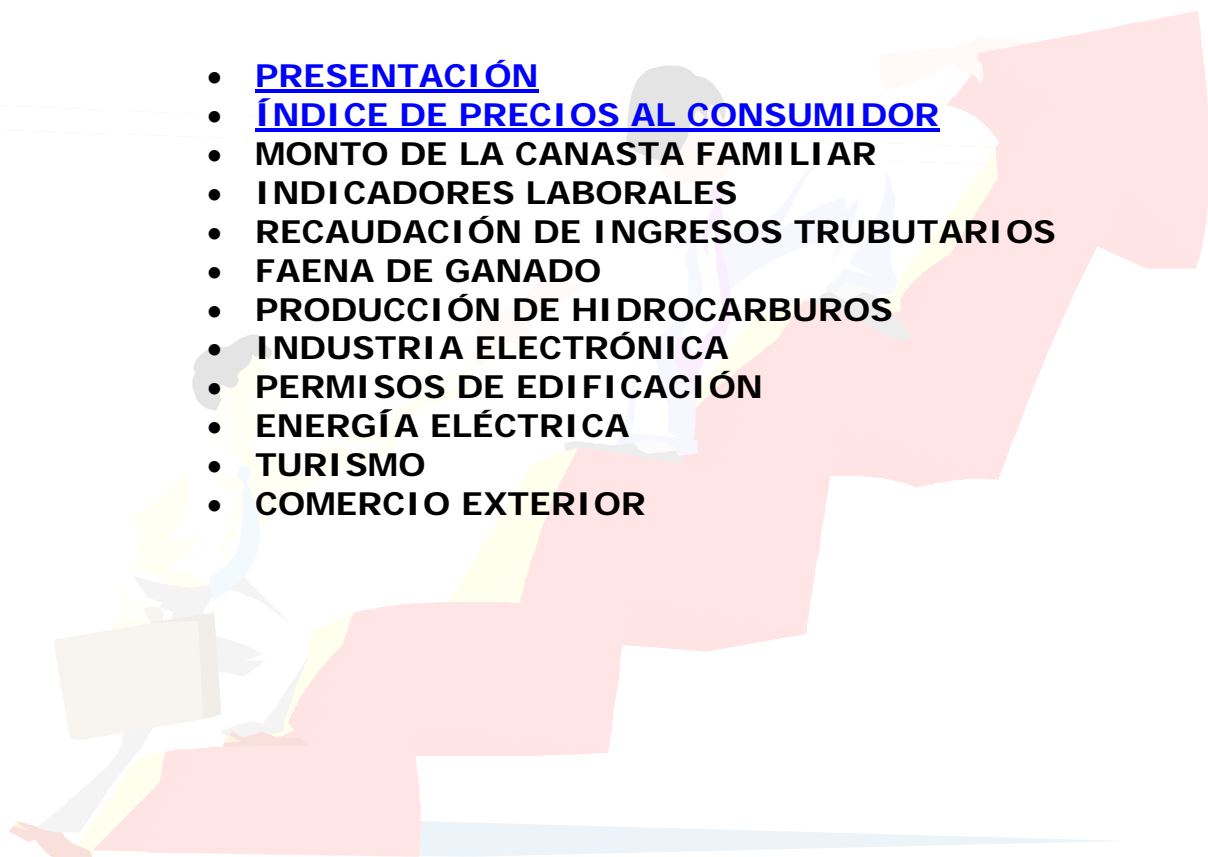 • PRESENTACIÓN
• ÍNDICE DE PRECIOS AL CONSUMIDOR
• MONTO DE LA CANASTA FAMILIAR
• INDICADORES LABORALES
• RECAUDACIÓN DE INGRESOS TRUBUTARIOS
• FAENA DE GANADO
• PRODUCCIÓN DE HIDROCARBUROS
• INDUSTRIA ELECTRÓNICA
• PERMISOS DE EDIFICACIÓN
• ENERGÍA ELÉCTRICA
• TURISMO
• COMERCIO EXTERIOR